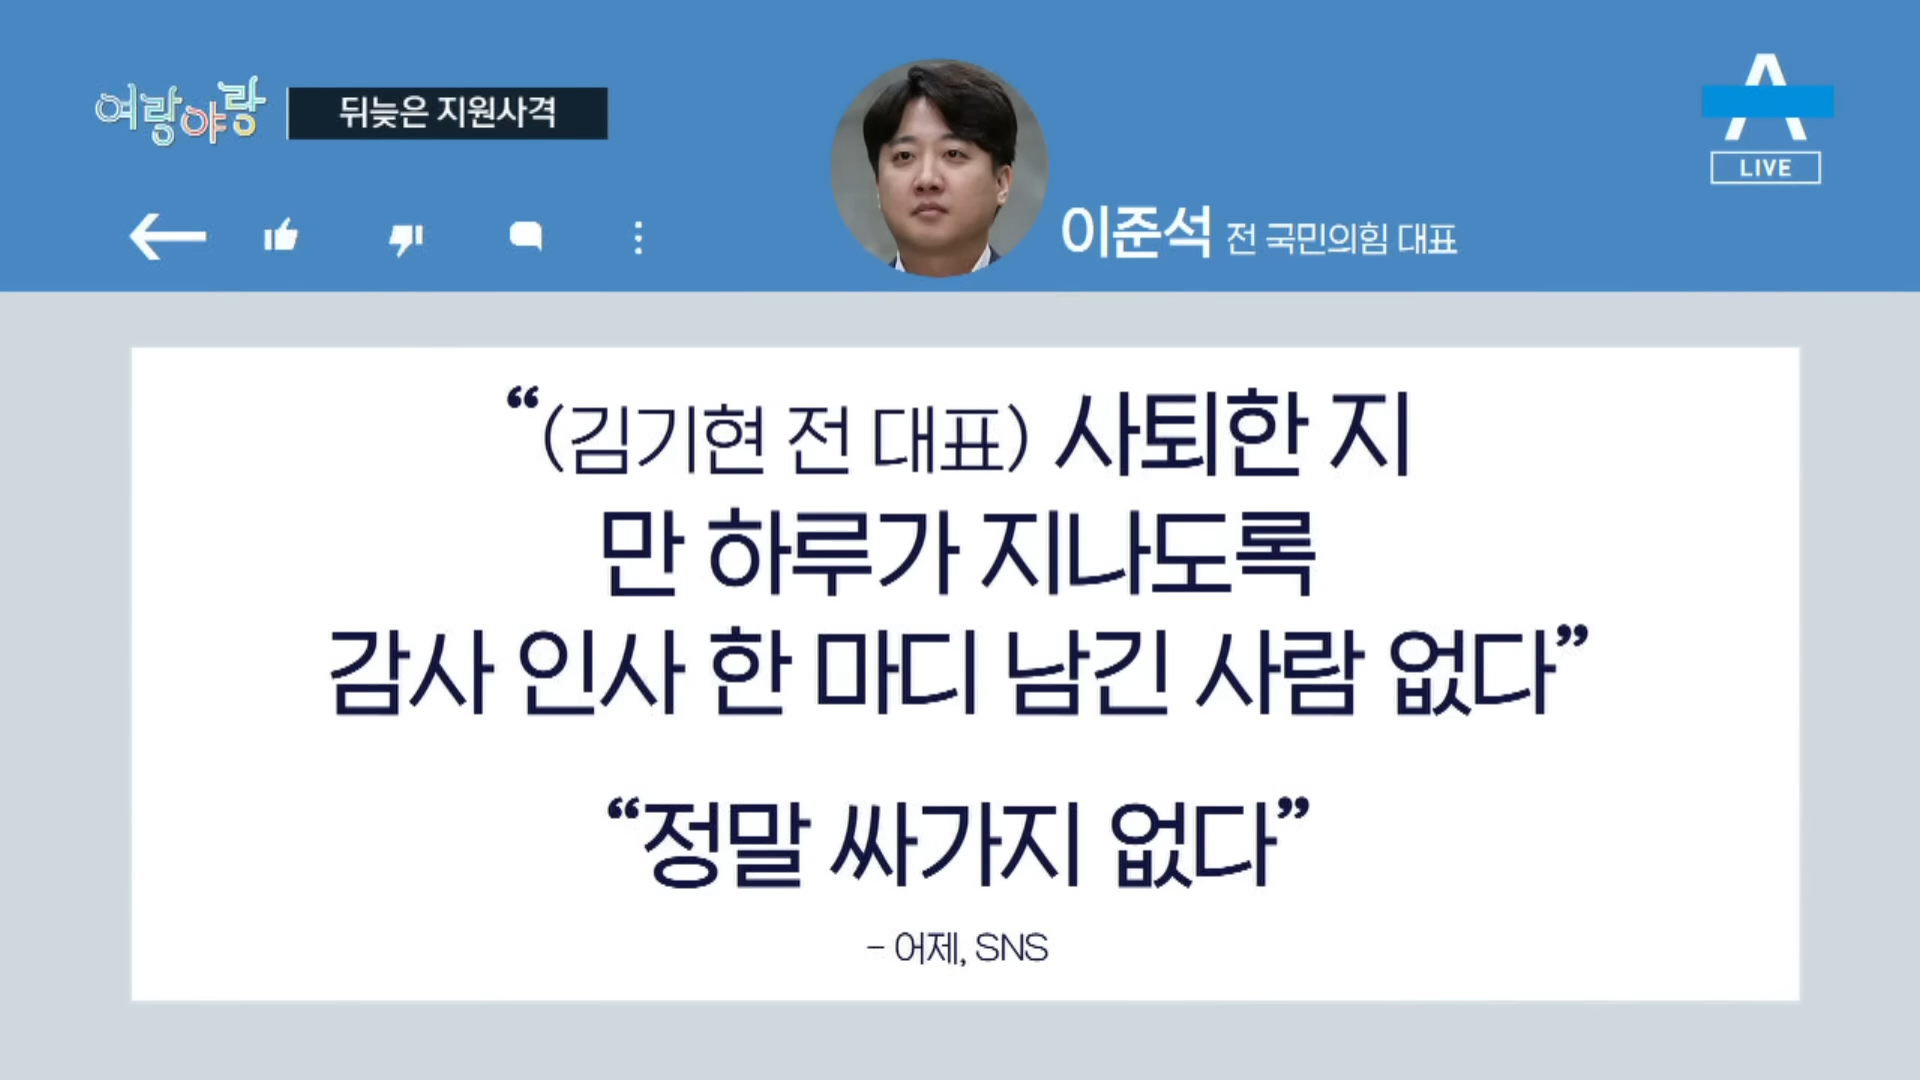 여랑야랑
뒤늦은 지원사격
LIVE
이준석 전 국민의힘 대표
“(김기현 전 대표) 사퇴한 지
만 하루가 지나도록
감사 인사 한 마디 남긴 사람 없다”
“정말 싸가지 없다”
- 어제, SNS